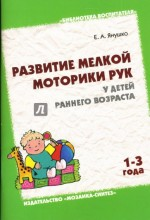 «БИБЛИОТЕКА ВОСПИТАТЕЛЯ»
Е. А. Янушко
РАЗВИТИЕ МЕЛКОЙ
МОТОРИКИ РУК
У ДЕТЕЙ
РАННЕГО ВОЗРАСТА
Л
1-3
года
ИЗДАТЕЛЬСТВО «МОЗАИКА-СИНТЕЗ»